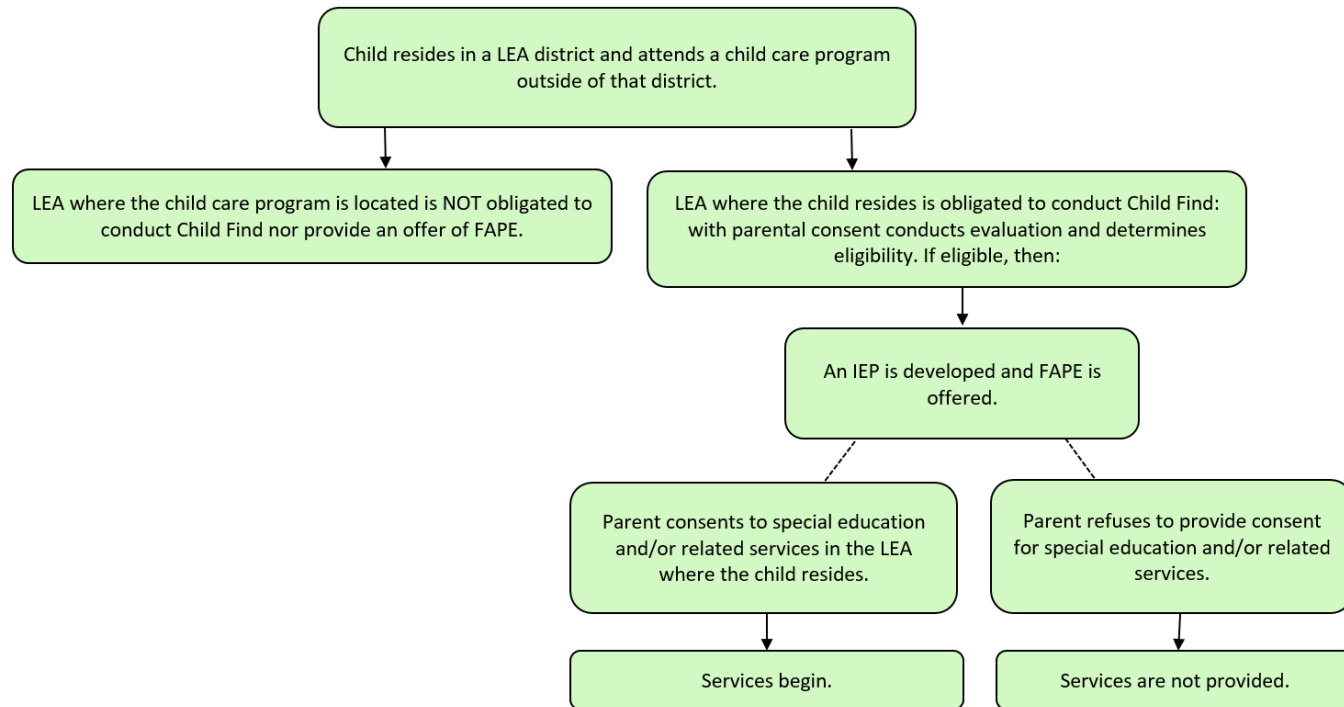 Child resides in a LEA district and attends a child care program
outside of that district.
LEA where the child care program is located is NOT obligated to
conduct Child Find nor provide an offer of FAPE.
LEA where the child resides is obligated to conduct Child Find:
with parental consent conducts evaluation and determines
eligibility. If eligible, then:
An IEP is developed and FAPE is
offered.
Parent consents to special education
and/or related services in the LEA
where the child resides.
Parent refuses to provide consent
for special education and/or related
services.
Services begin.
Services are not provided.